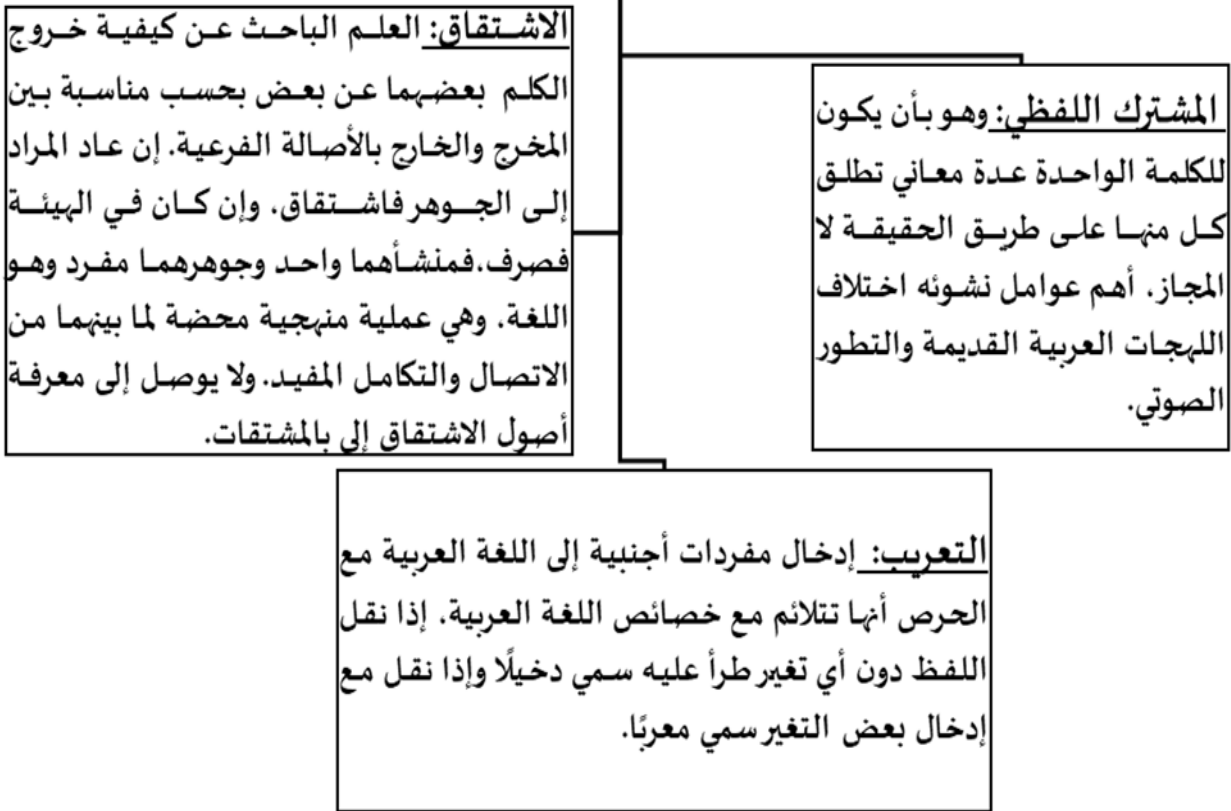 الاشتقاق: العلم الباحث عن كيفية خروج
الكلم بعضهما عن بعض بحسب مناسبة بين
المخرج والخارج بالأصالة الفرعية. إن عاد المراد
إلى الجوهر فاشتقاق، وإن كان في الهيئة
فصرف،فمنشأهما واحد وجوهرهما مفرد وهو
اللغة، وهي عملية منهجية محضة لما بينهما من
الاتصال والتكامل المفيد. ولا يوصل إلى معرفة
أصول الاشتقاق إلى بالمشتقات.
المشترك اللفظي: وهو بأن يكون
للكلمة الواحدة عدة معاني تطلق
كل منها على طريق الحقيقة لا
المجاز، أهم عوامل نشوئه اختلاف
اللهجات العربية القديمة والتطور
الصوتي.
التعريب: إدخال مفردات أجنبية إلى اللغة العربية مع
الحرص أنها تتلائم مع خصائص اللغة العربية، إذا نقل
اللفظ دون أي تغير طرأ عليه سمي دخيلًا وإذا نقل مع
إدخال بعض التغير سمي معربًا.